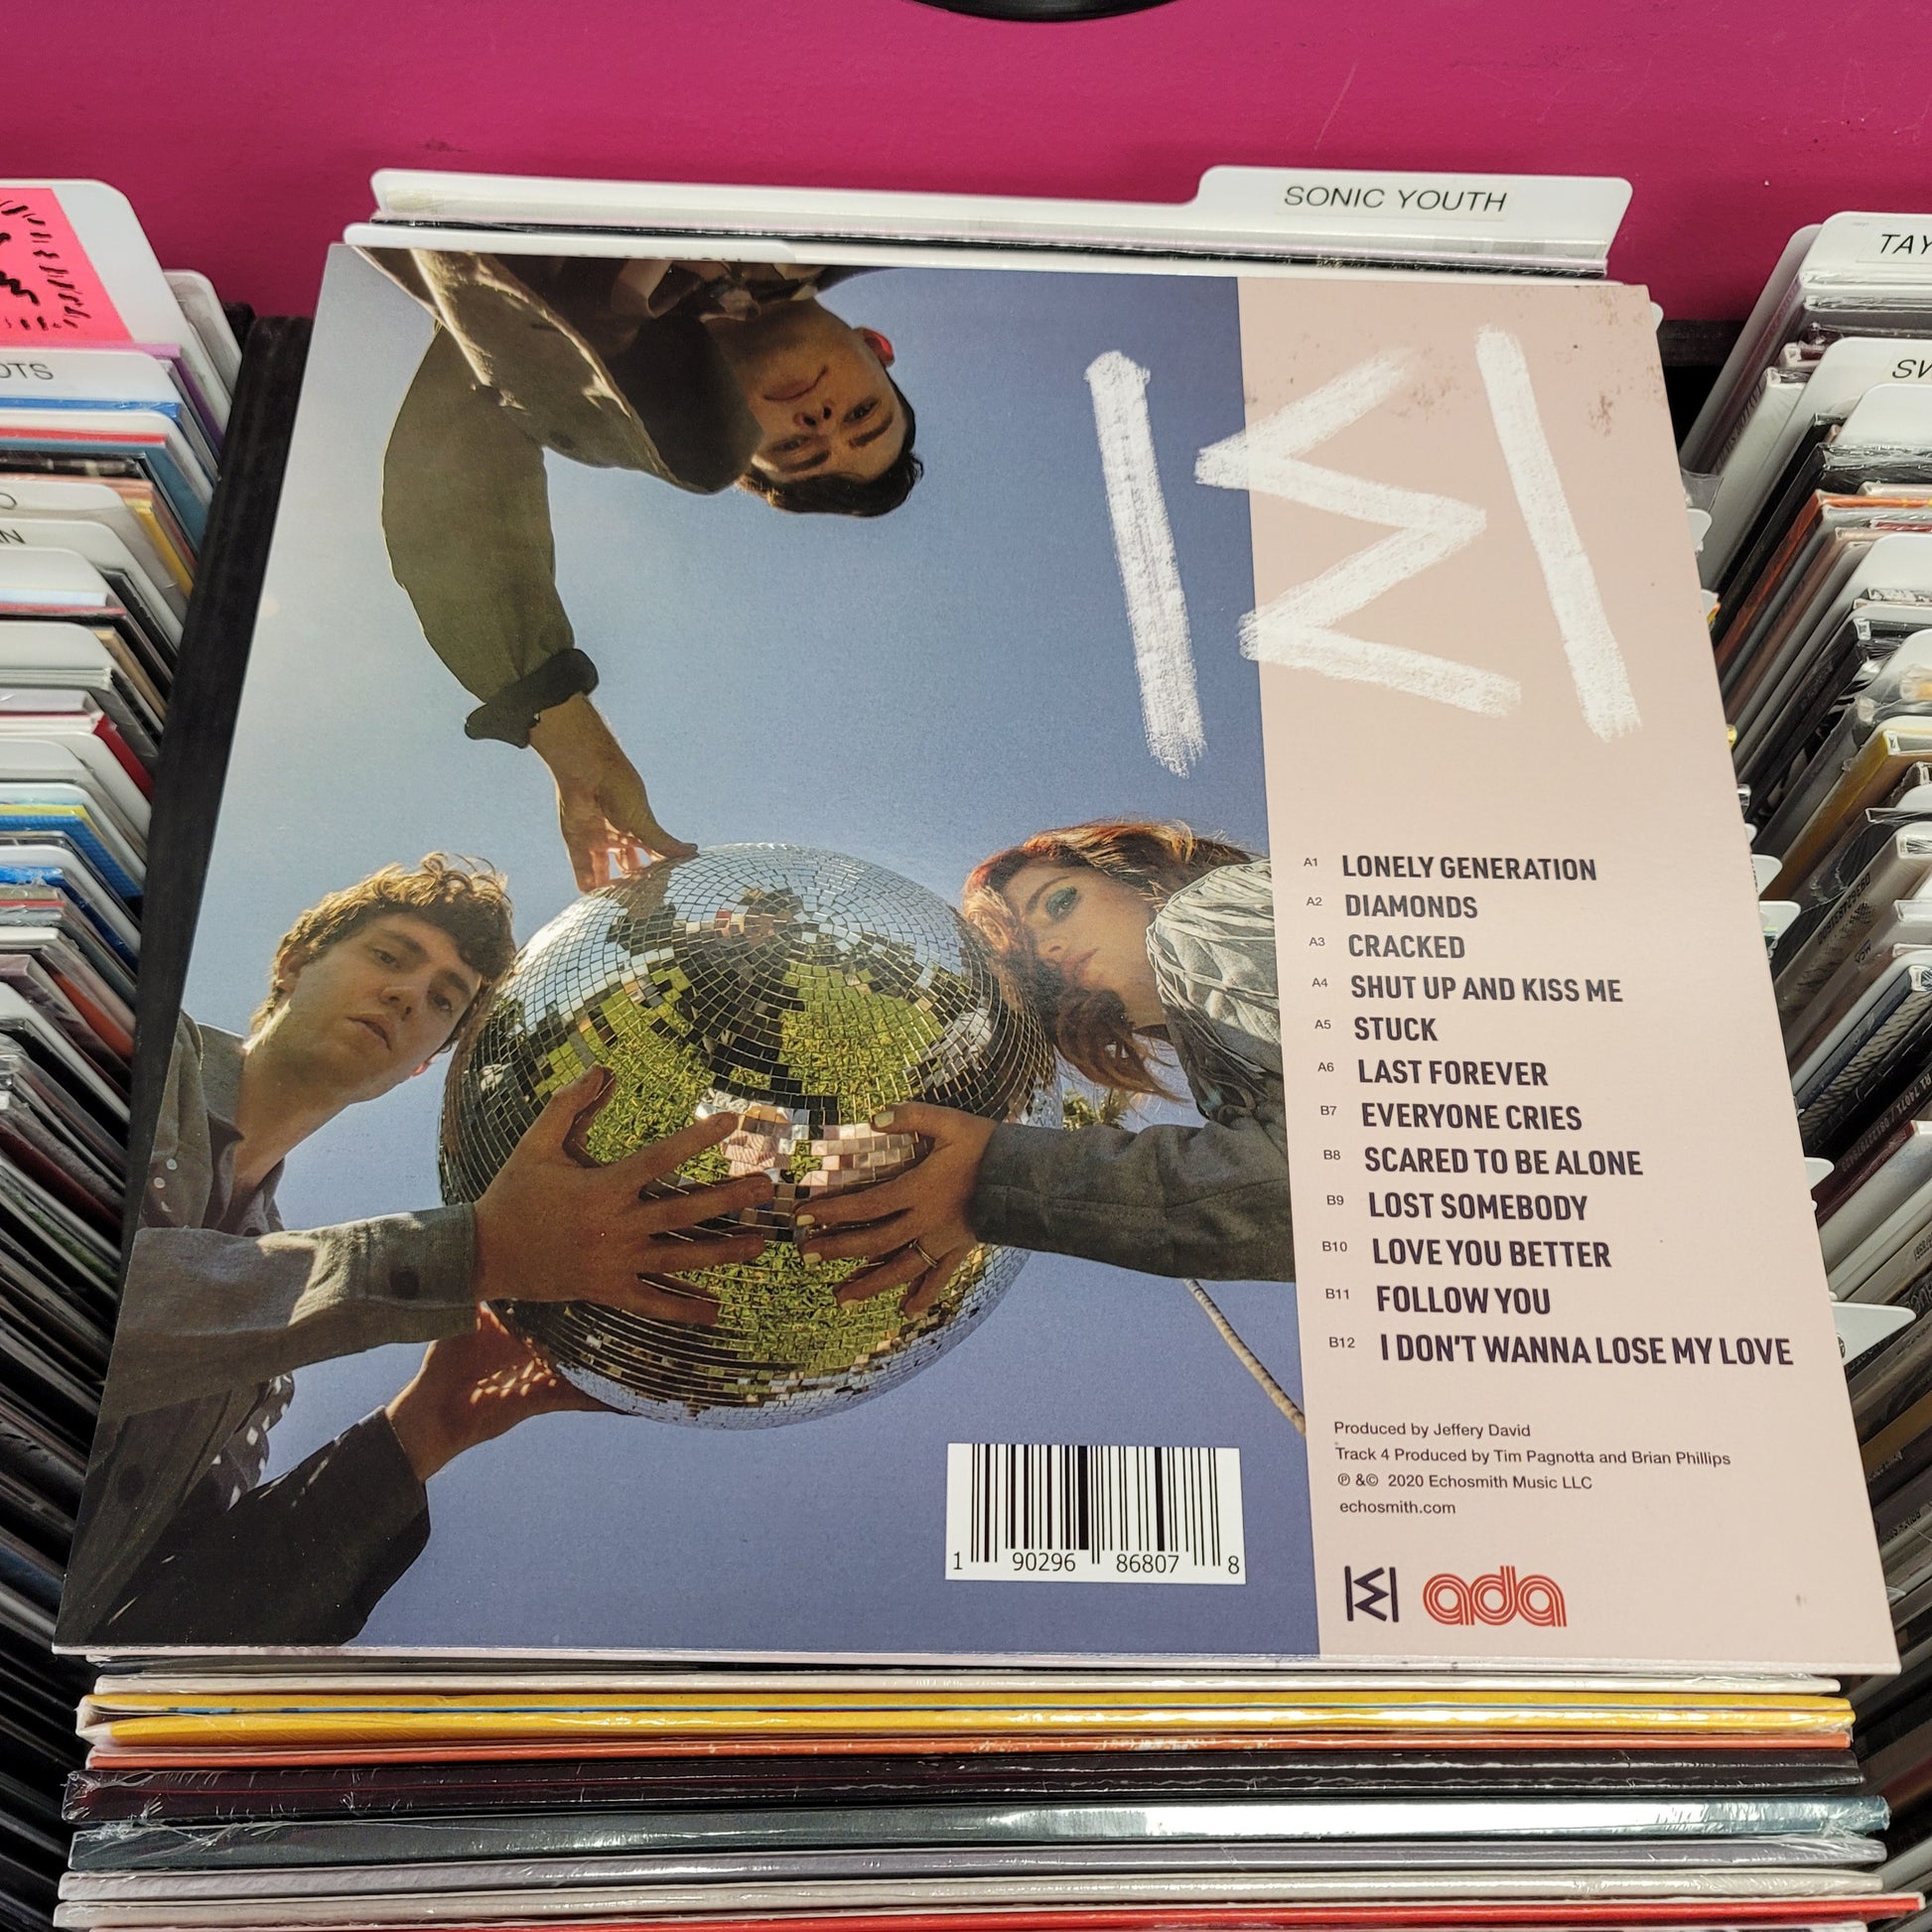 SONIC YOUTH
TAY
OTS
A1 LONELY GENERATION
A2 DIAMONDS
A3 CRACKED
A4 SHUT UP AND KISS ME
A5 STUCK
A6 LAST FOREVER
B7 EVERYONE CRIES
B8 SCARED TO BE ALONE
B9 LOST SOMEBODY
B10 LOVE YOU BETTER
B11 FOLLOW YOU
B12 I DON'T WANNA LOSE MY LOVE
Produced by Jeffery David
Track 4 Produced by Tim Pagnotta and Brian Phillips
℗ &© 2020 Echosmith Music LLC
echosmith.com
1 90296 86807 8
ada